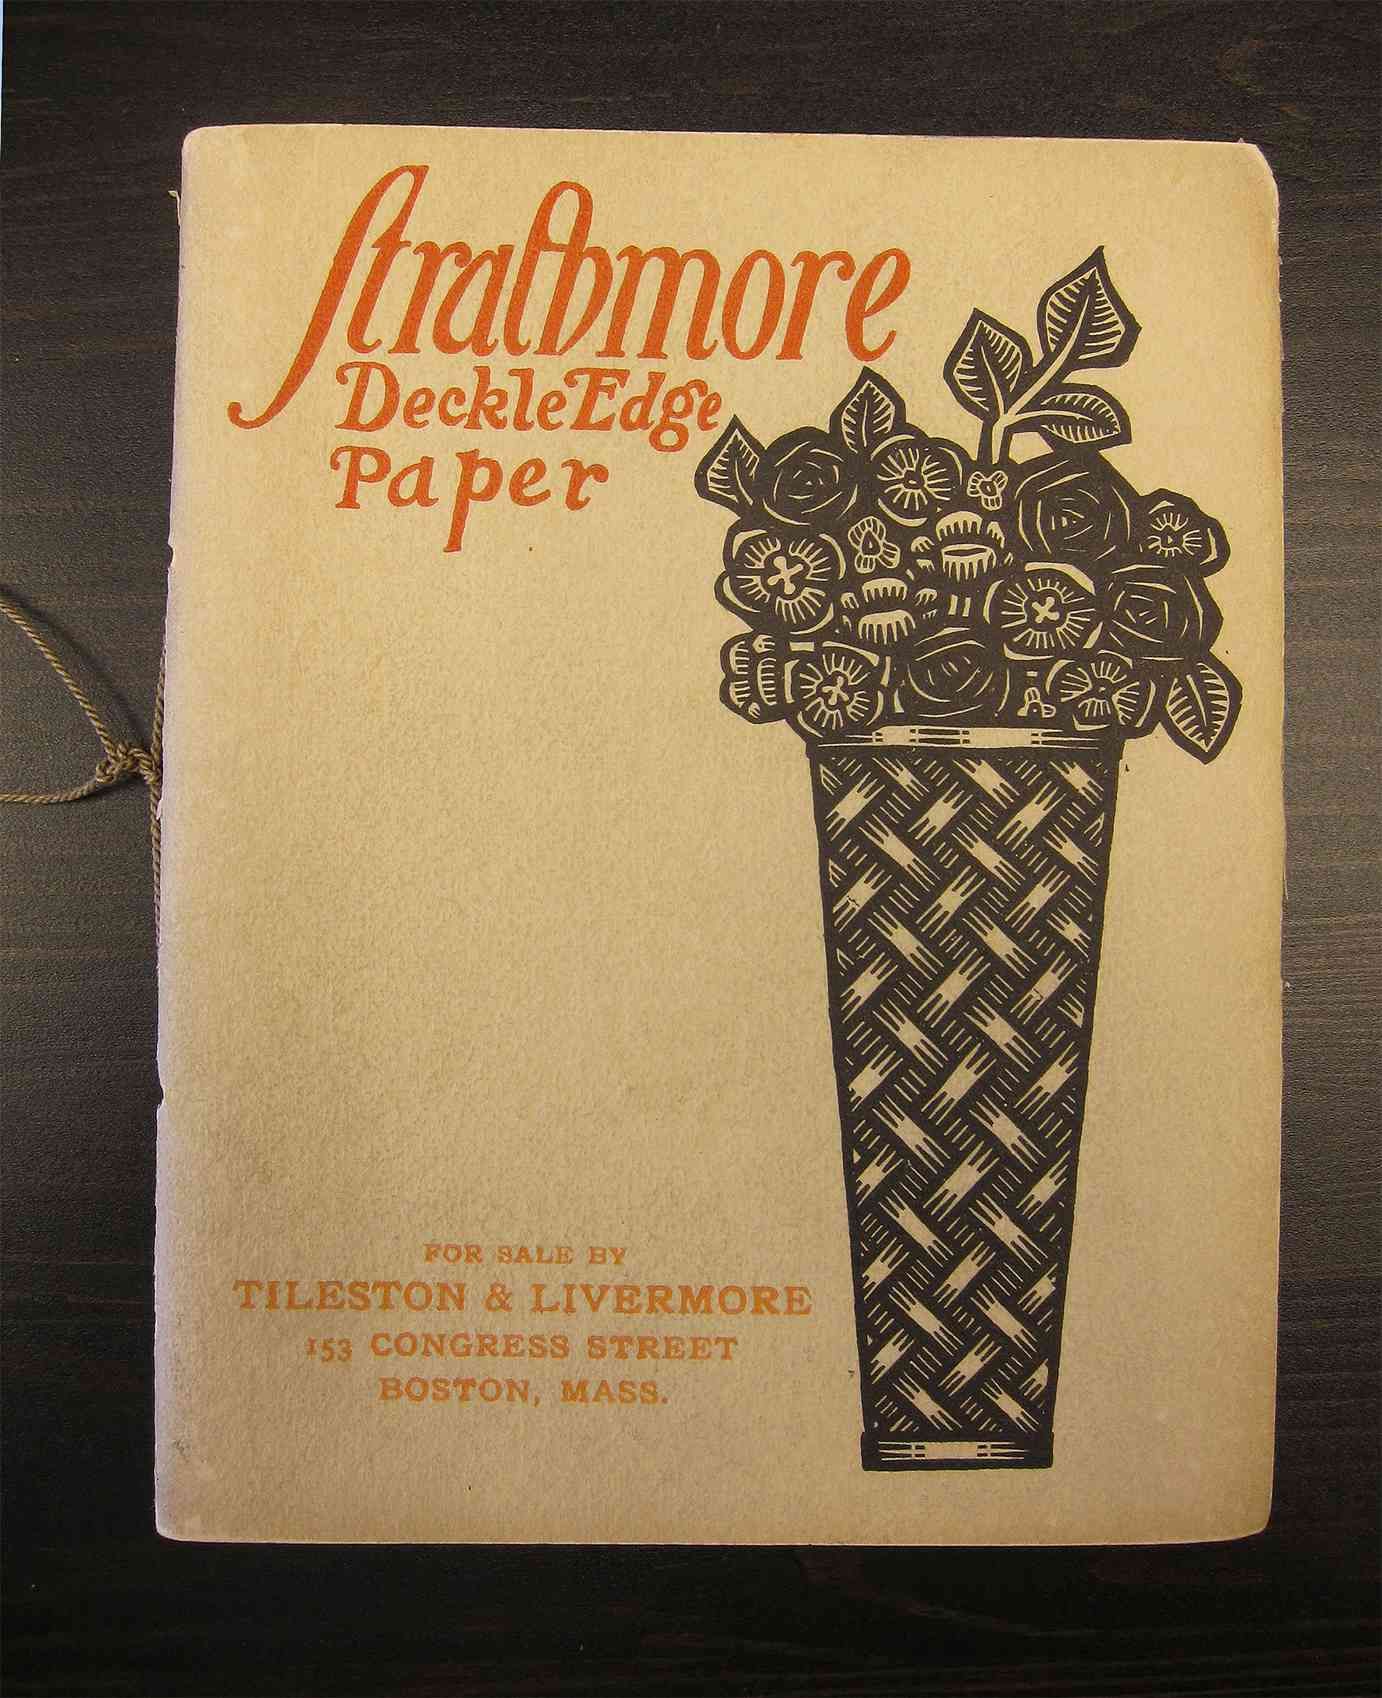 Strathmore
Deckle Edge
Paper
FOR SALE BY
TILESTON & LIVERMORE
153 CONGRESS STREET
BOSTON, MASS.